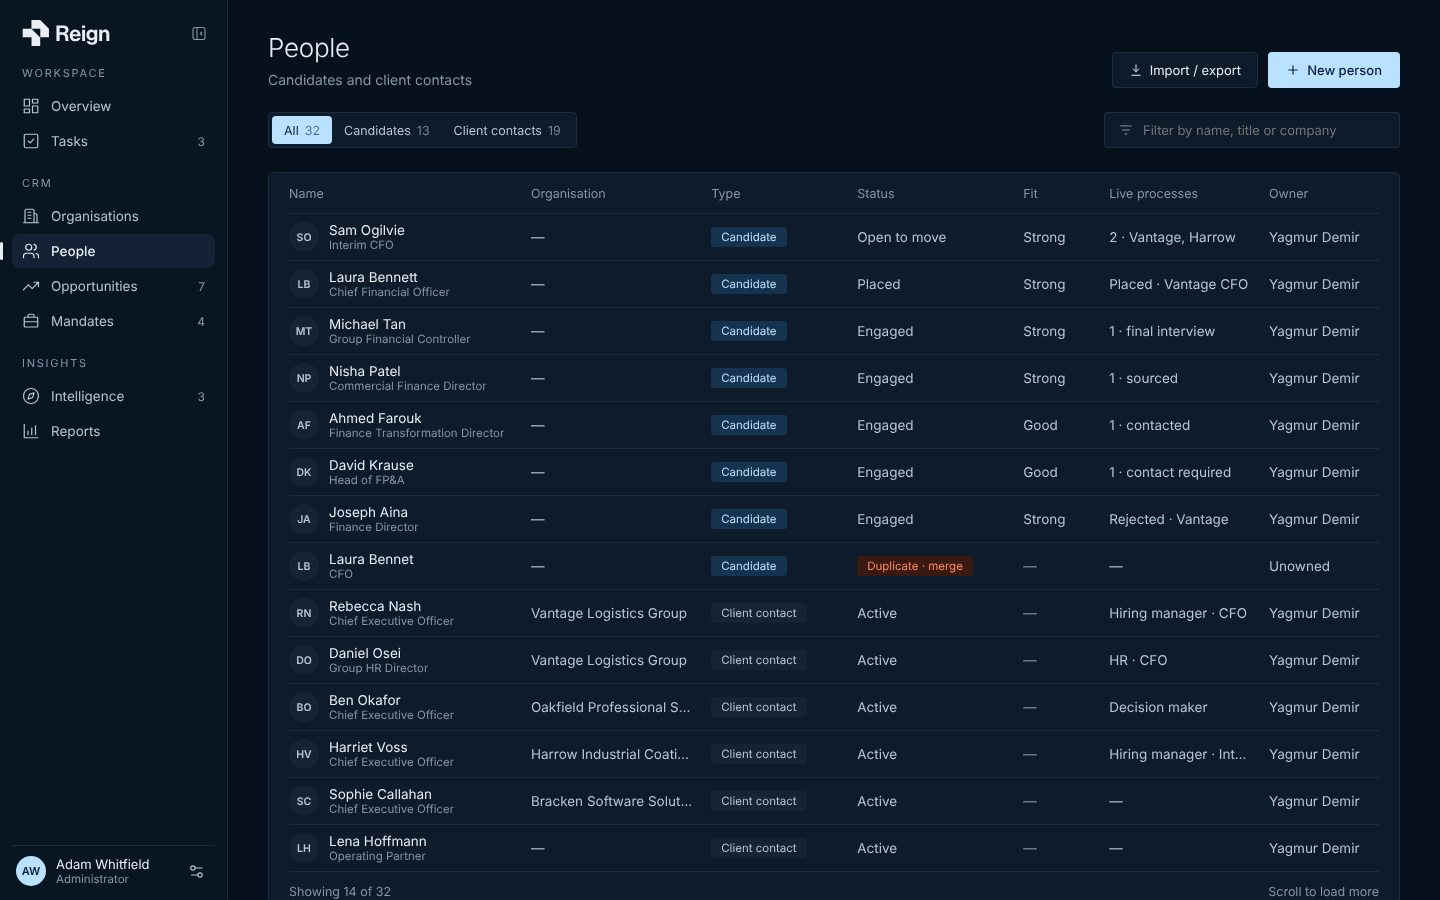 Reign
WORKSPACE
Overview
Tasks 3
CRM
Organisations
People
Opportunities 7
Mandates 4
INSIGHTS
Intelligence 3
Reports
AW Adam Whitfield
Administrator
People
Candidates and client contacts
Import / export
New person
All 32 Candidates 13 Client contacts 19
Filter by name, title or company
Name Organisation Type Status Fit Live processes Owner
SO Sam Ogilvie — Candidate Open to move Strong 2 · Vantage, Harrow Yagmur Demir
Interim CFO
LB Laura Bennett — Candidate Placed Strong Placed · Vantage CFO Yagmur Demir
Chief Financial Officer
MT Michael Tan — Candidate Engaged Strong 1 · final interview Yagmur Demir
Group Financial Controller
NP Nisha Patel — Candidate Engaged Strong 1 · sourced Yagmur Demir
Commercial Finance Director
AF Ahmed Farouk — Candidate Engaged Good 1 · contacted Yagmur Demir
Finance Transformation Director
DK David Krause — Candidate Engaged Good 1 · contact required Yagmur Demir
Head of FP&A
JA Joseph Aina — Candidate Engaged Strong Rejected · Vantage Yagmur Demir
Finance Director
LB Laura Bennet — Candidate Duplicate · merge — — Unowned
CFO
RN Rebecca Nash Vantage Logistics Group Client contact Active — Hiring manager · CFO Yagmur Demir
Chief Executive Officer
DO Daniel Osei Vantage Logistics Group Client contact Active — HR · CFO Yagmur Demir
Group HR Director
BO Ben Okafor Oakfield Professional S... Client contact Active — Decision maker Yagmur Demir
Chief Executive Officer
HV Harriet Voss Harrow Industrial Coati... Client contact Active — Hiring manager · Int... Yagmur Demir
Chief Executive Officer
SC Sophie Callahan Bracken Software Solut... Client contact Active — — Yagmur Demir
Chief Executive Officer
LH Lena Hoffmann — Client contact Active — — Yagmur Demir
Operating Partner
Showing 14 of 32 Scroll to load more